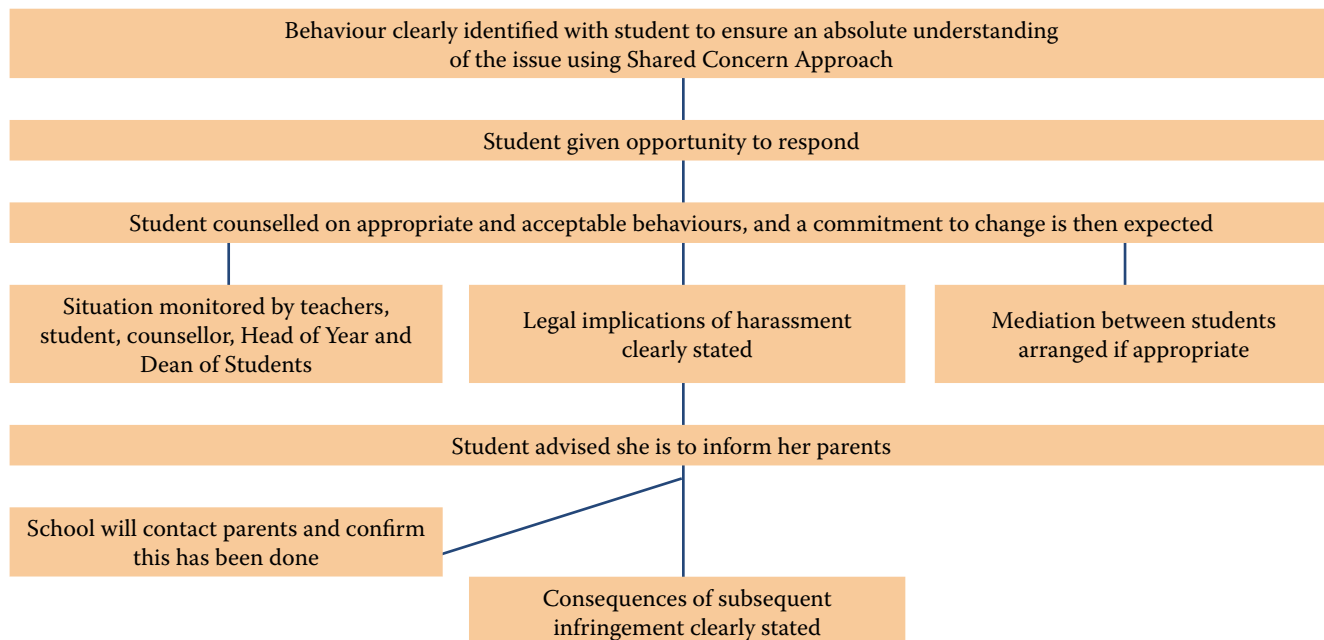 Behaviour clearly identified with student to ensure an absolute understanding
of the issue using Shared Concern Approach
Student given opportunity to respond
Student counselled on appropriate and acceptable behaviours, and a commitment to change is then expected
Situation monitored by teachers,
student, counsellor, Head of Year and
Dean of Students
Legal implications of harassment
clearly stated
Mediation between students
arranged if appropriate
Student advised she is to inform her parents
School will contact parents and confirm
this has been done
Consequences of subsequent
infringement clearly stated